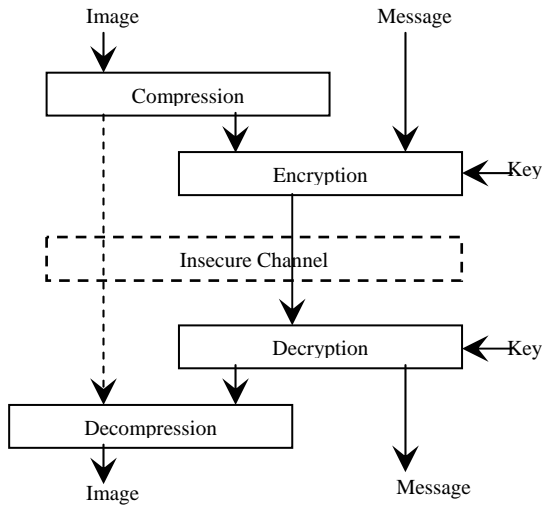 Image
Message
Compression
Encryption
Key
Insecure Channel
Decryption
Key
Decompression
Image
Message